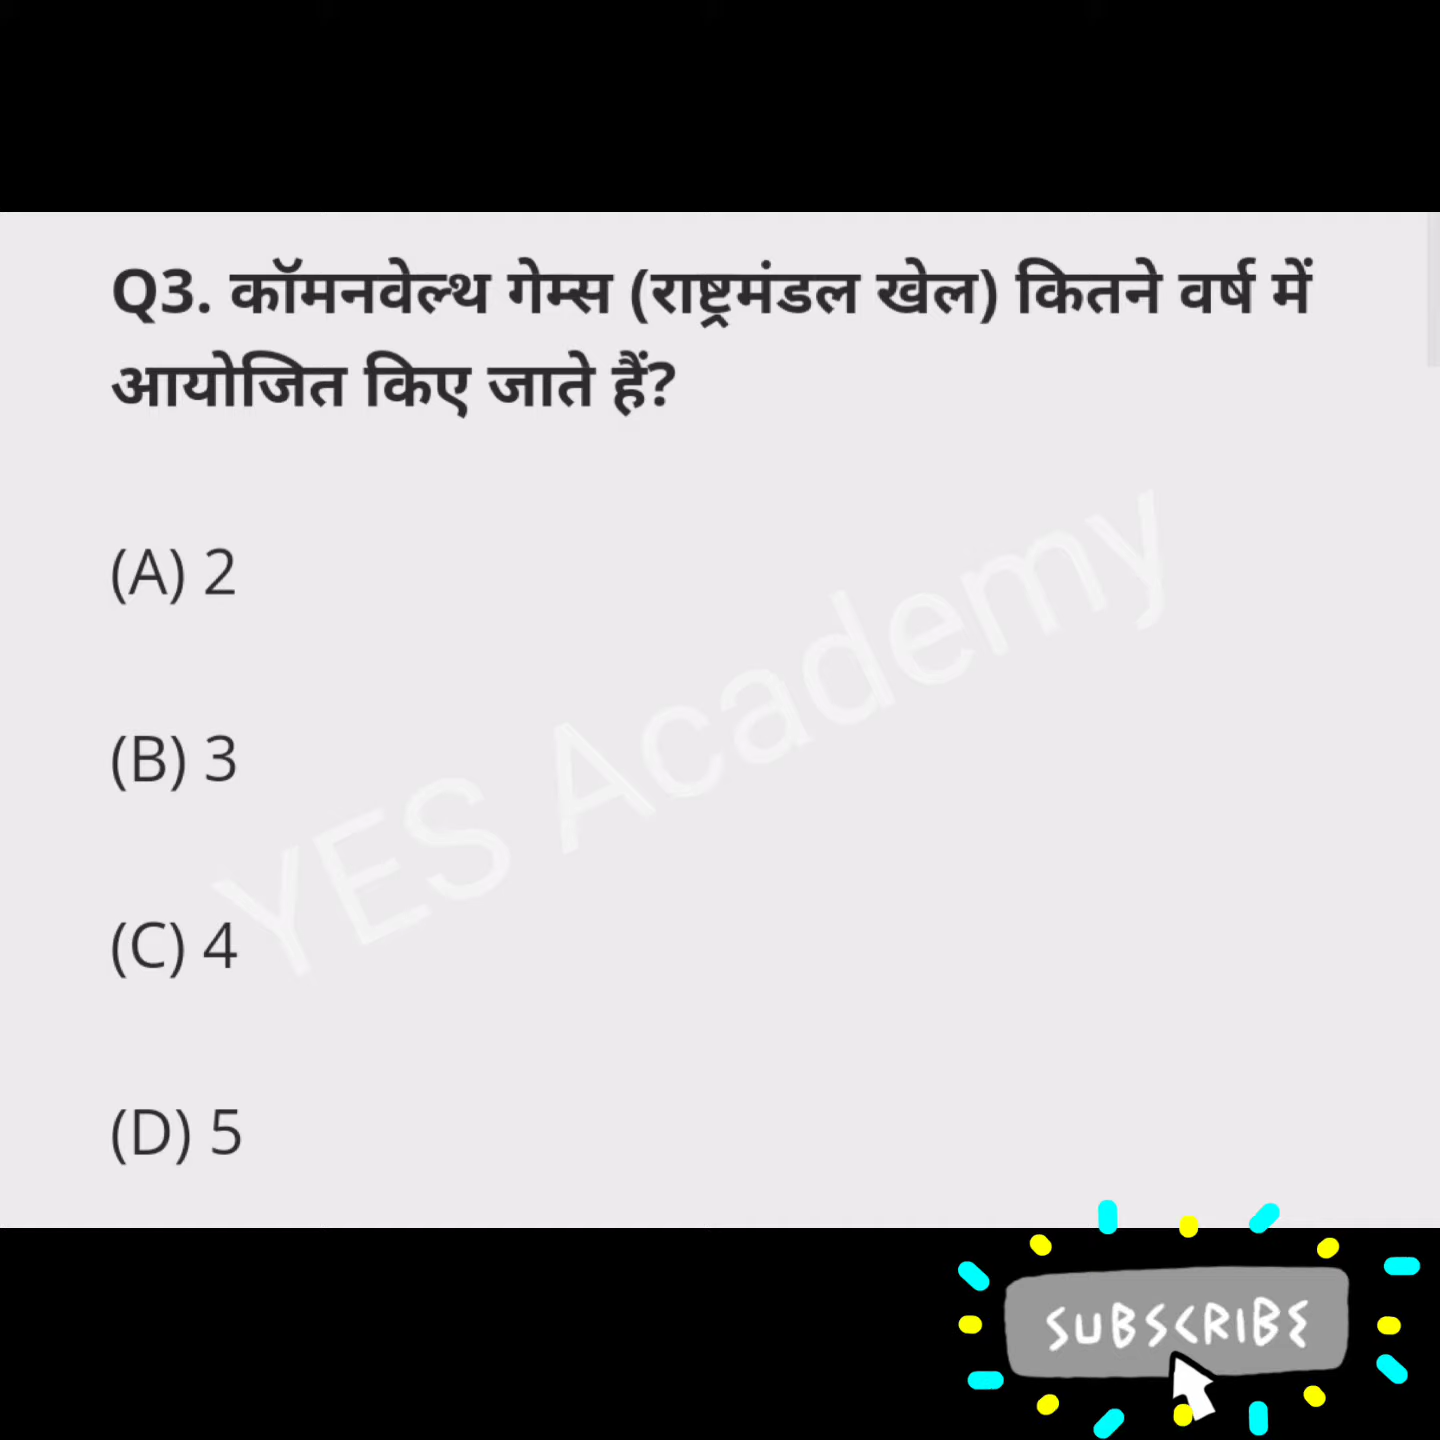 Q3. कॉमनवेल्थ गेम्स (राष्ट्रमंडल खेल) कितने वर्ष में
आयोजित किए जाते हैं?
(A) 2
(B) 3
(C) 4
(D) 5
YES Academy
SUBSCRIBE